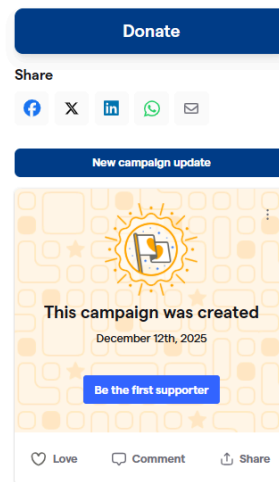 Donate
Share
New campaign update
This campaign was created
December 12th, 2025
Be the first supporter
Love Comment Share